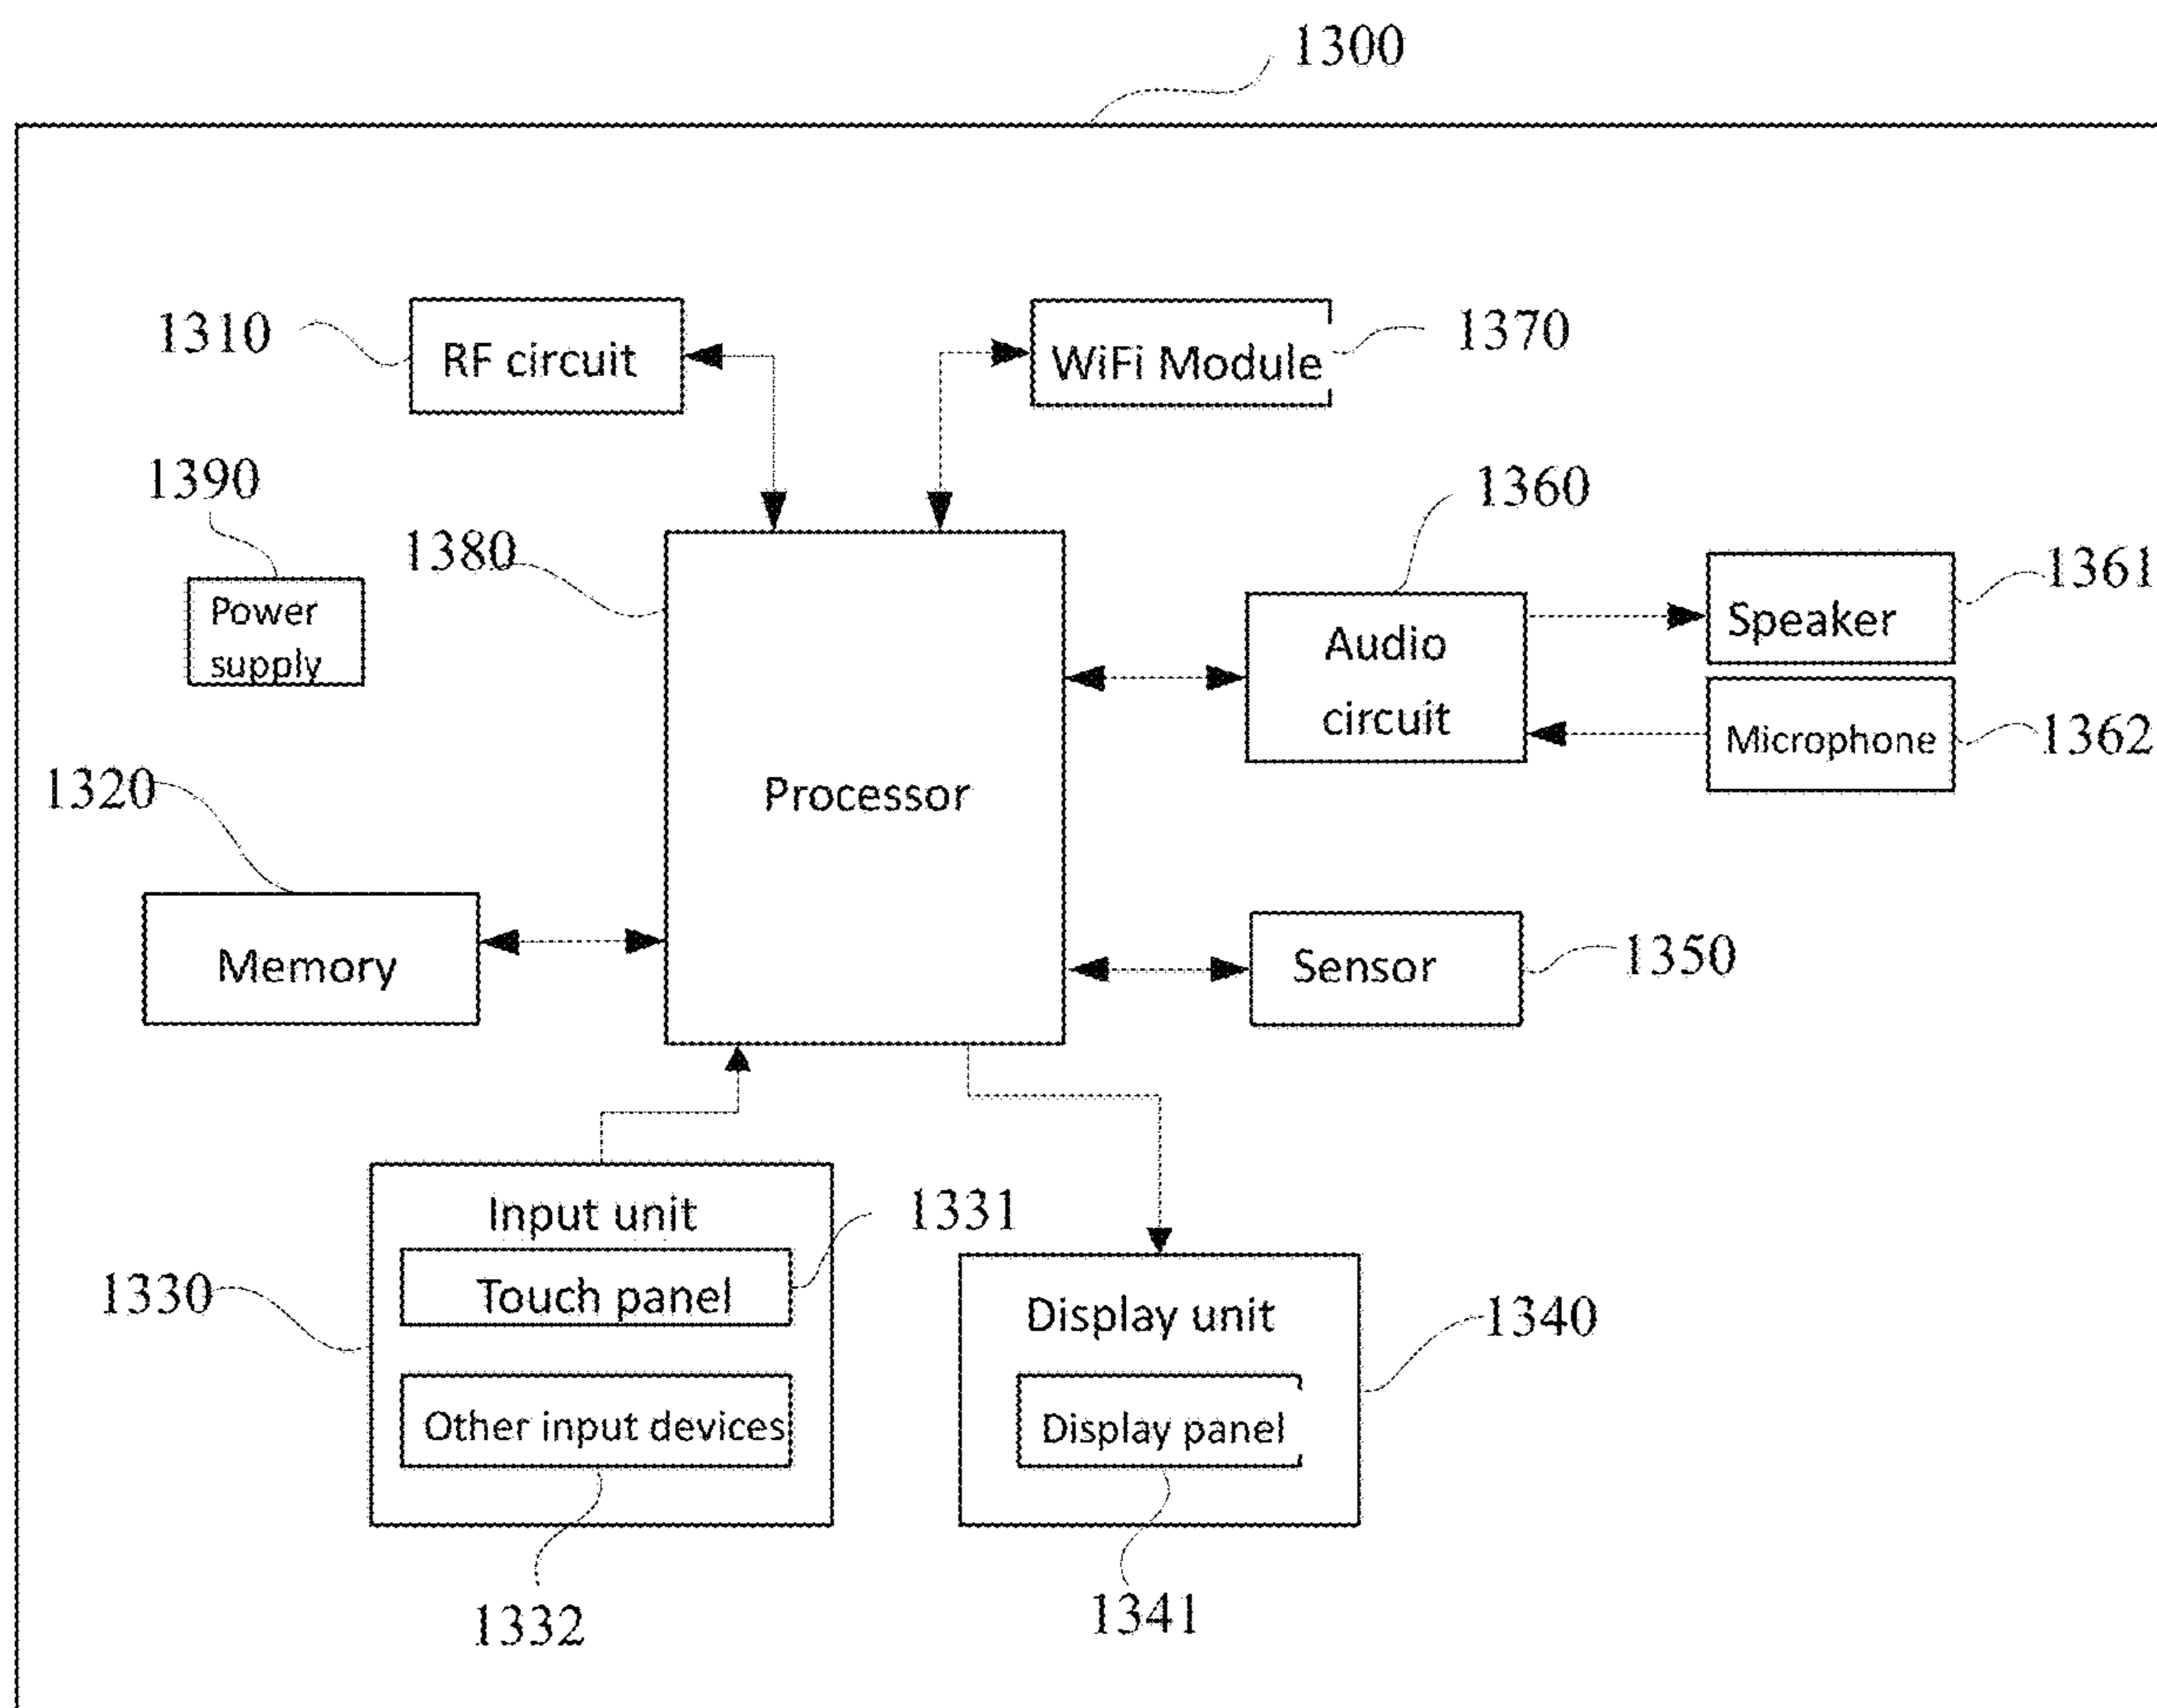 1300
1310
RF circuit
WiFi Module
1370
1390
1380
1360
1361
Power
supply
Audio
circuit
Speaker
Microphone
1362
1320
Processor
Memory
Sensor
1350
Input unit
1331
1330
Touch panel
Display unit
1340
Other input devices
Display panel
1332
1341